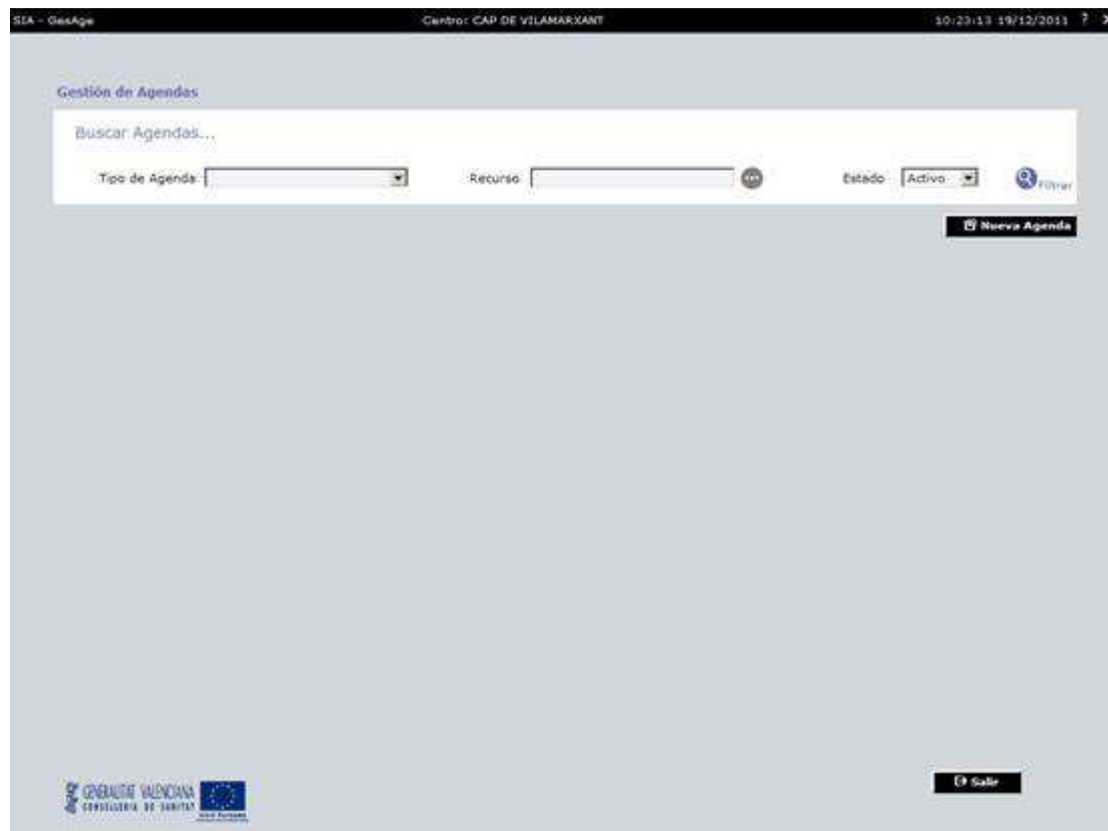 SIA - GesAge
Centro: CAP DE VILAMARXANT
10:23:13 19/12/2011 ? X
Gestión de Agendas
Buscar Agendas...
Tipo de Agenda
Recurso
Estado Activo
Filtrar
Nueva Agenda
Salir
GENERALITAT VALENCIANA
CONSELLERIA DE SANITAT